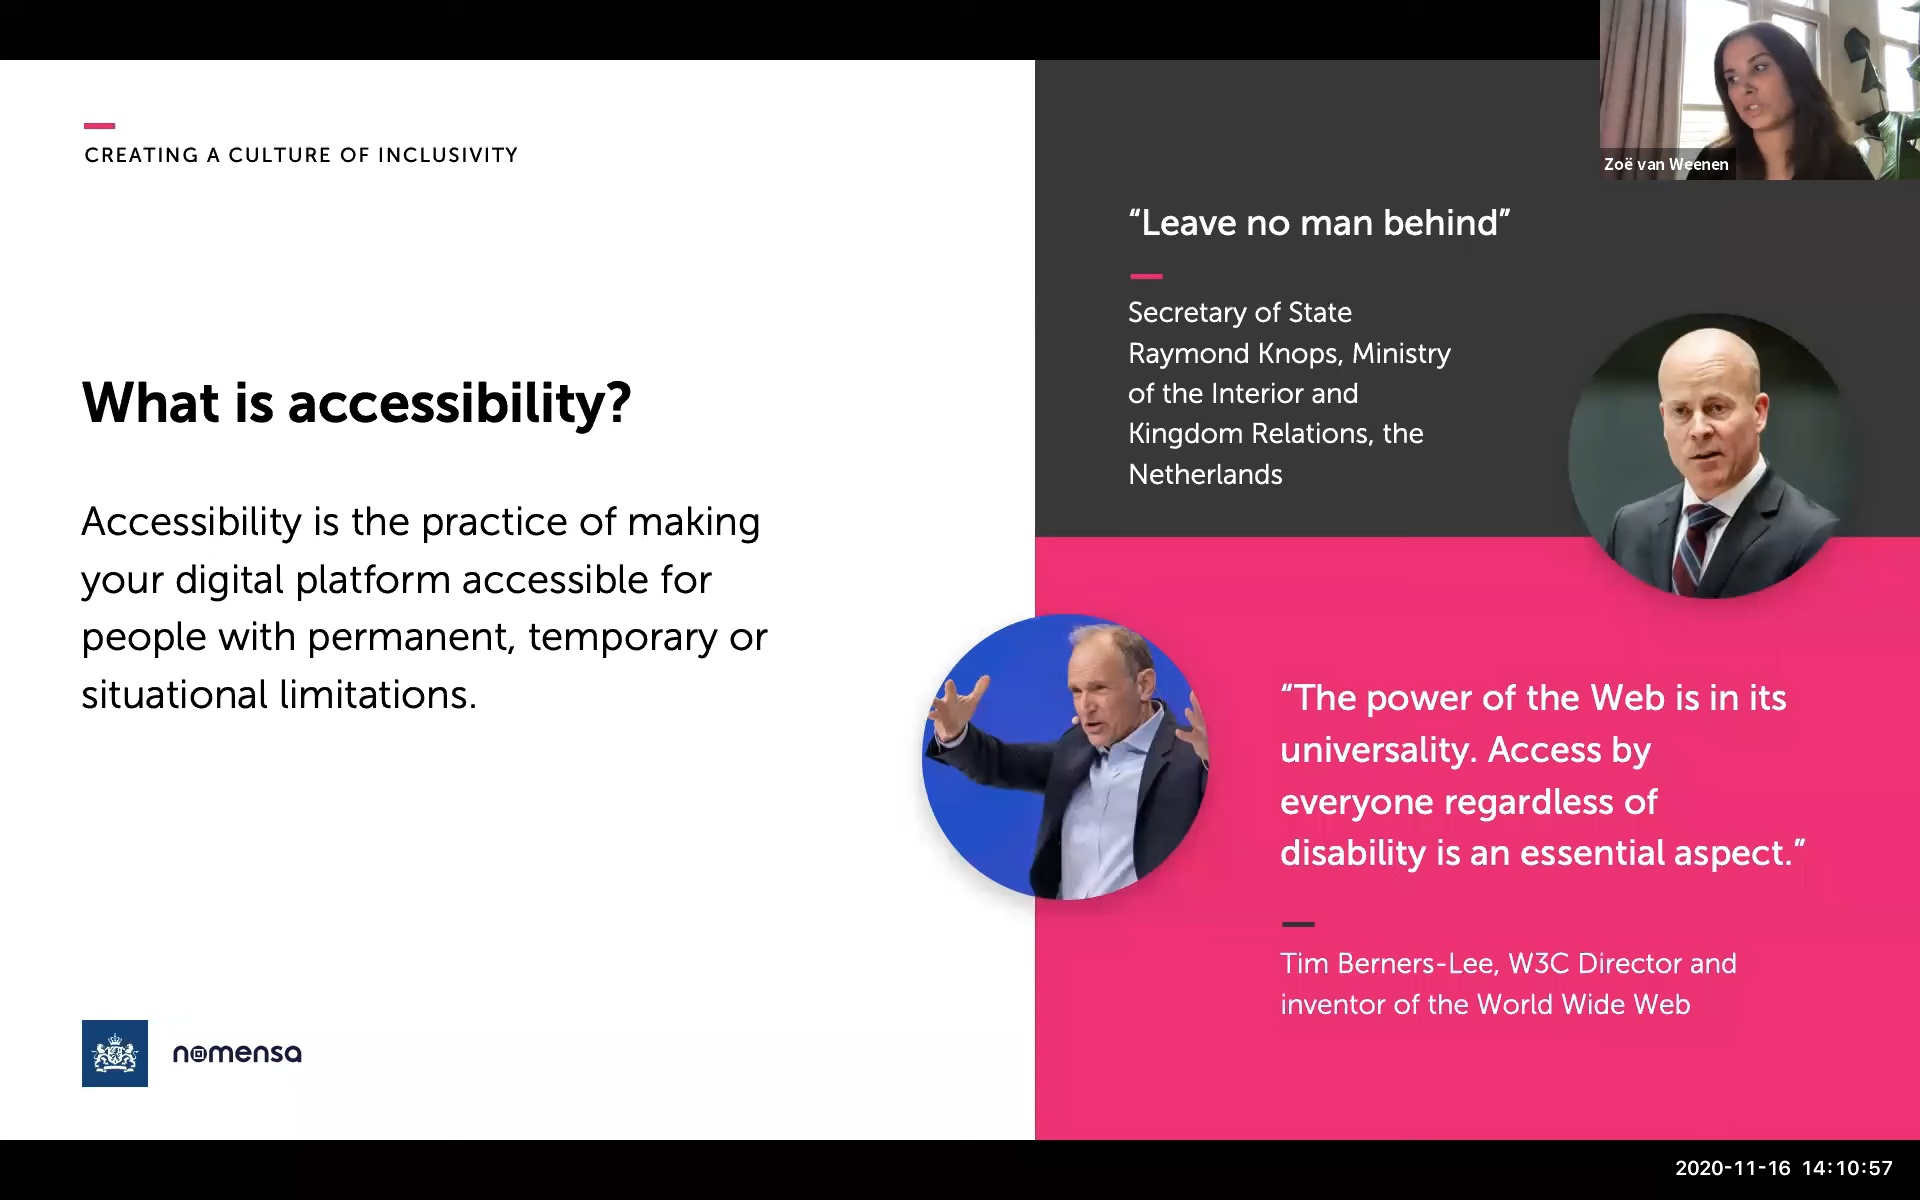 CREATING A CULTURE OF INCLUSIVITY
What is accessibility?
Accessibility is the practice of making
your digital platform accessible for
people with permanent, temporary or
situational limitations.
nomensa
Zoë van Weenen
“Leave no man behind”
Secretary of State
Raymond Knops, Ministry
of the Interior and
Kingdom Relations, the
Netherlands
“The power of the Web is in its
universality. Access by
everyone regardless of
disability is an essential aspect.”
Tim Berners-Lee, W3C Director and
inventor of the World Wide Web
2020-11-16 14:10:57